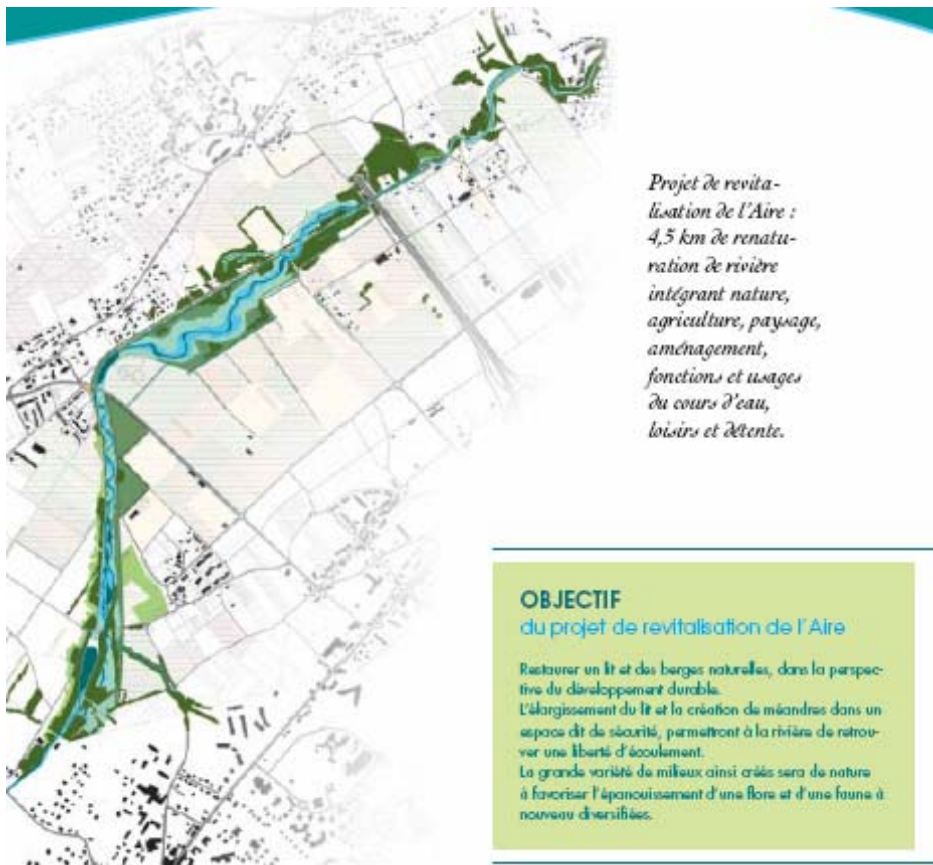 Projet de revita-
lisation de l'Aire :
4,5 km de renatu-
ration de rivière
intégrant nature,
agriculture, paysage,
aménagement,
fonctions et usages
du cours d'eau,
loisirs et détente.
OBJECTIF
du projet de revitalisation de l'Aire
Restaurer un lit et des berges naturelles, dans la perspec-
tive du développement durable.
L'élargissement du lit et la création de méandres dans un
espace dit de sécurité, permettront à la rivière de retrou-
ver une liberté d'écoulement.
La grande variété de milieux ainsi créés sera de nature
à favoriser l'épanouissement d'une flore et d'une faune à
nouveau diversifiées.